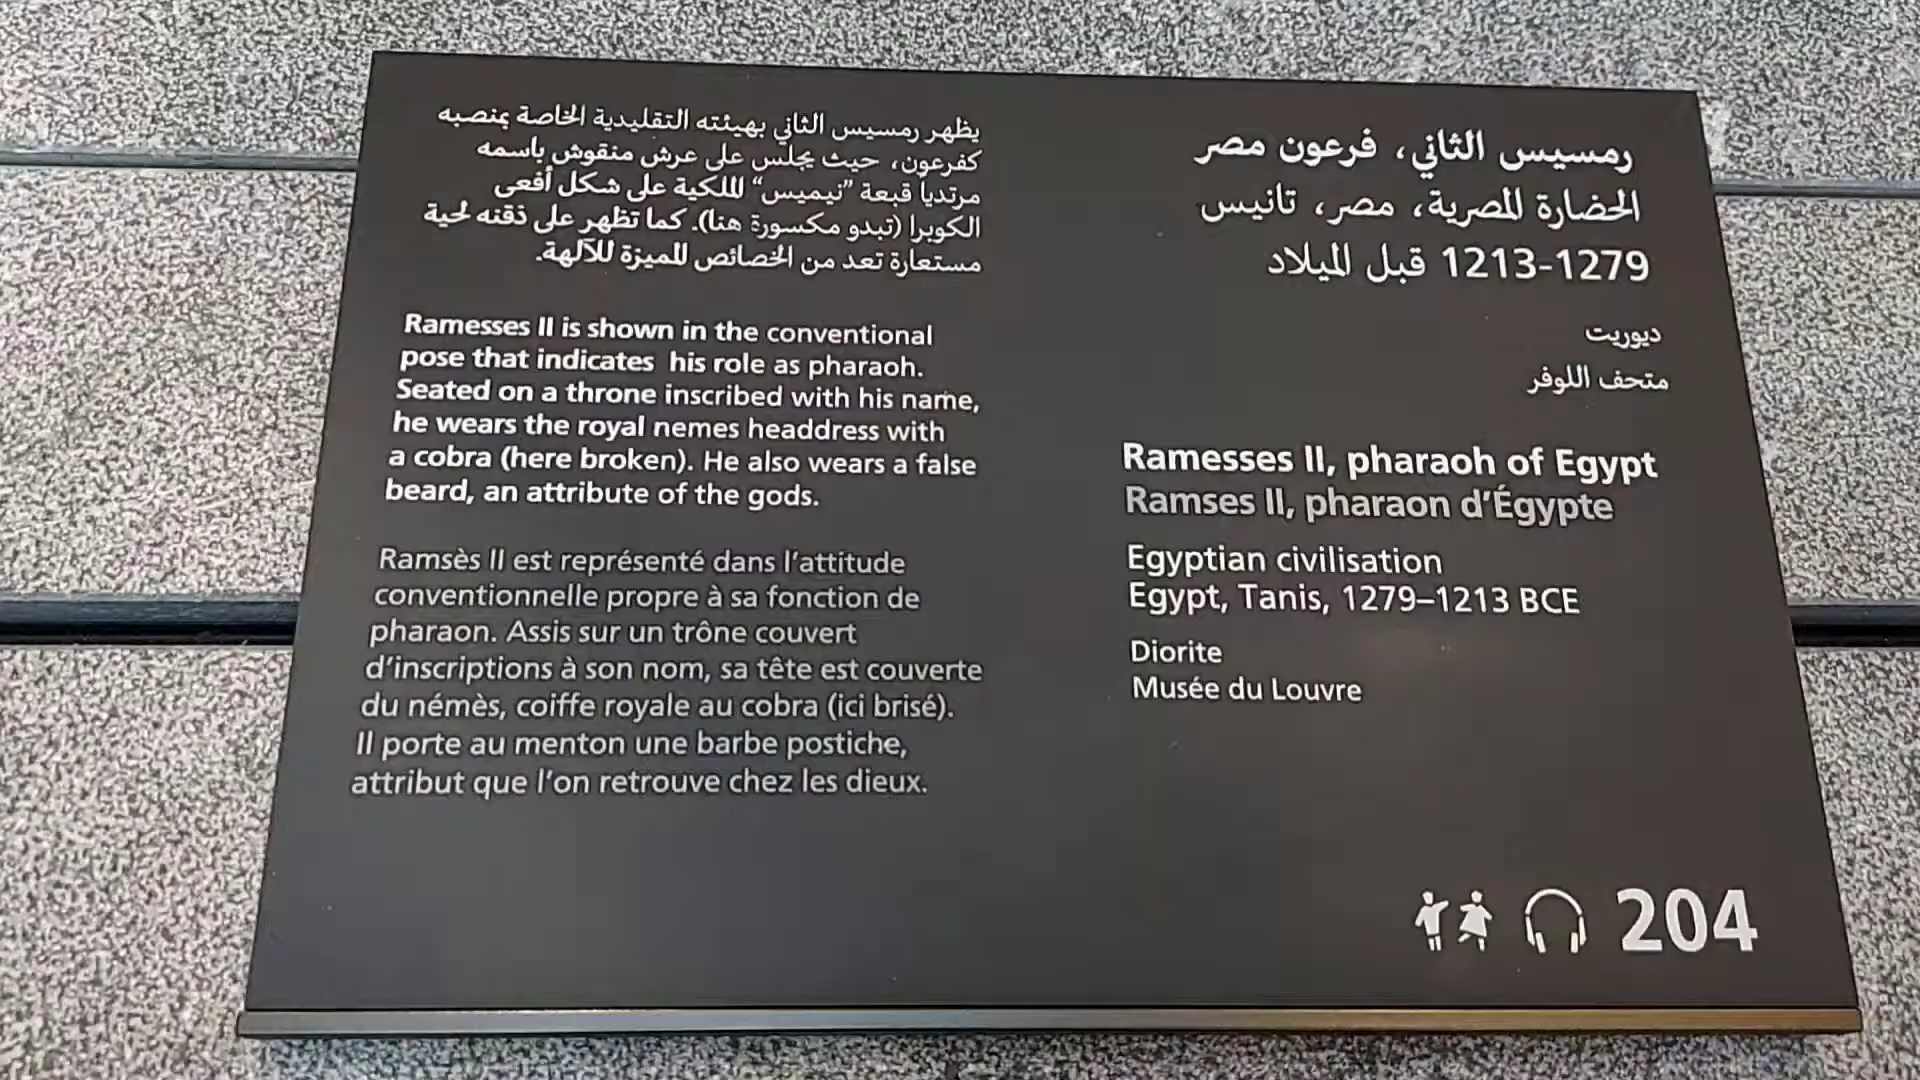 يظهر رمسيس الثاني بهيئته التقليدية الخاصة بمنصبه
كفرعون، حيث يجلس على عرش منقوش باسمه
مرتديا قبعة "نيميس" الملكية على شكل أفعى
الكوبرا (تبدو مكسورة هنا). كما تظهر على ذقنه لحية
مستعارة تعد من الخصائص المميزة للآلهة.
Ramesses II is shown in the conventional
pose that indicates his role as pharaoh.
Seated on a throne inscribed with his name,
he wears the royal nemes headdress with
a cobra (here broken). He also wears a false
beard, an attribute of the gods.
Ramsès II est représenté dans l'attitude
conventionnelle propre à sa fonction de
pharaon. Assis sur un trône couvert
d'inscriptions à son nom, sa tête est couverte
du némès, coiffe royale au cobra (ici brisé).
Il porte au menton une barbe postiche,
attribut que l'on retrouve chez les dieux.
رمسيس الثاني، فرعون مصر
الحضارة المصرية، مصر، تانيس
1213-1279 قبل الميلاد
ديوريت
متحف اللوفر
Ramesses II, pharaoh of Egypt
Ramses II, pharaon d'Égypte
Egyptian civilisation
Egypt, Tanis, 1279–1213 BCE
Diorite
Musée du Louvre
204